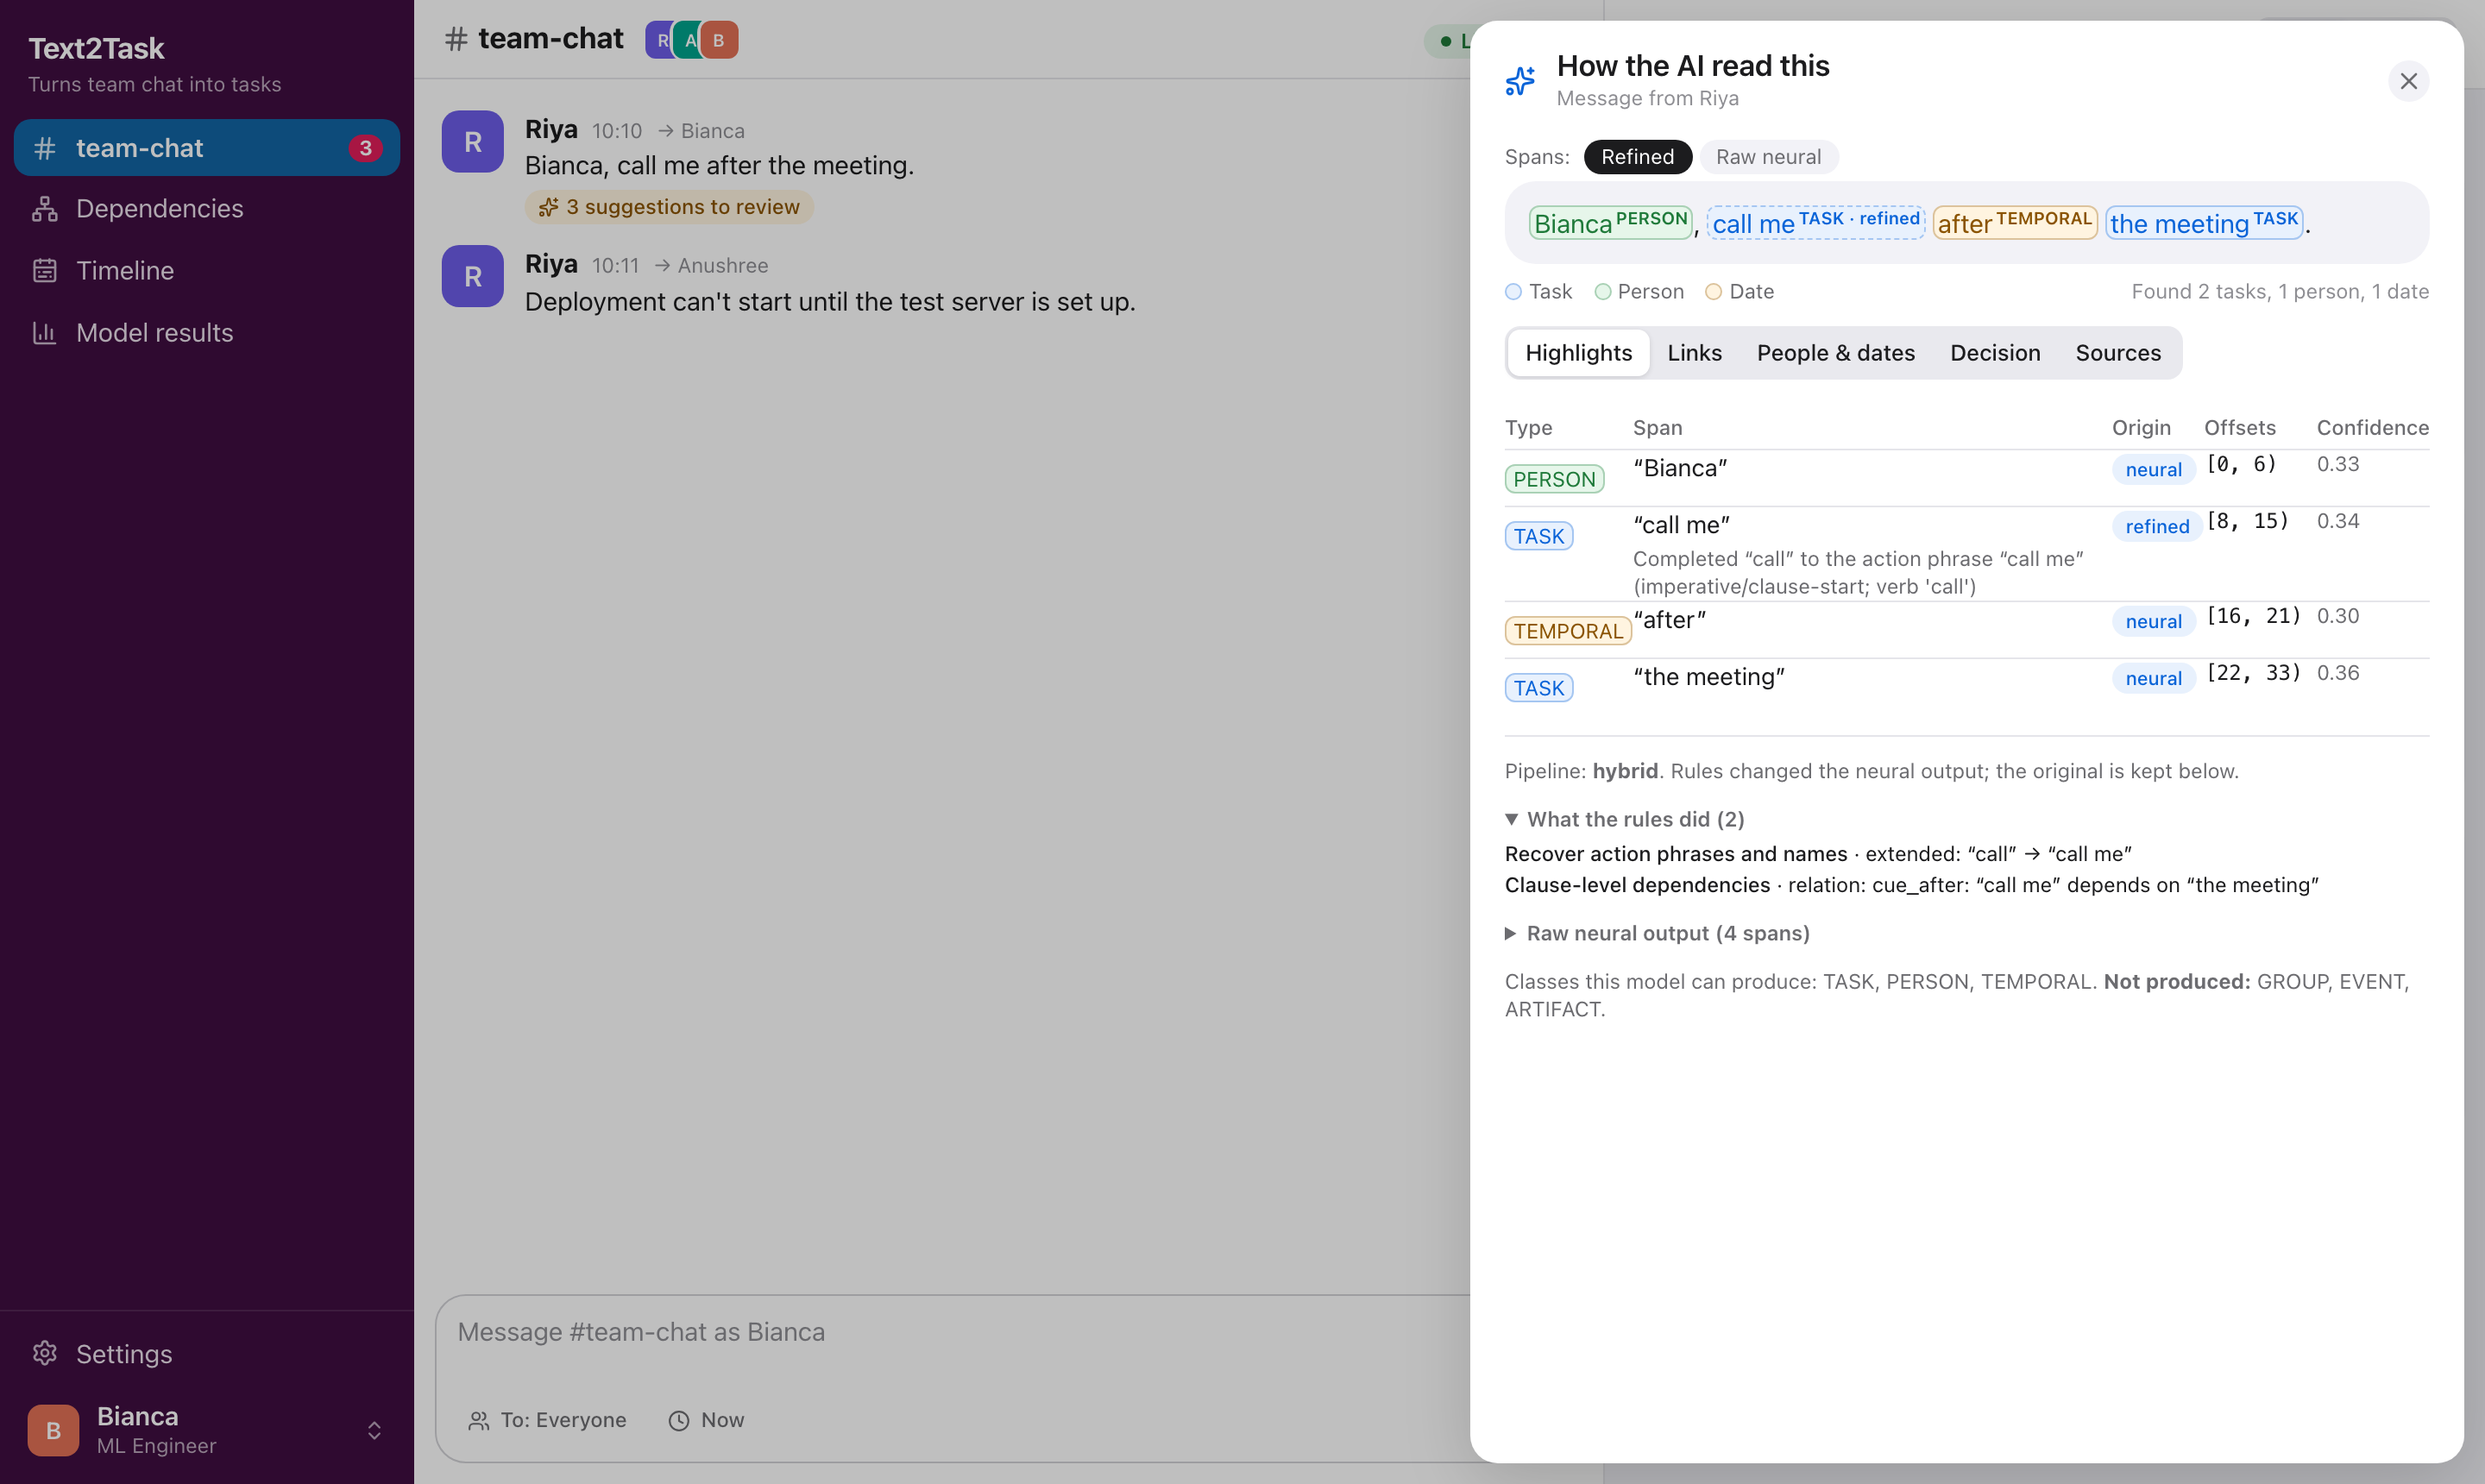 Text2Task
Turns team chat into tasks
# team-chat 3
Dependencies
Timeline
Model results
Settings
B
Bianca
ML Engineer
# team-chat R A B
Riya 10:10 → Bianca
R
Bianca, call me after the meeting.
3 suggestions to review
Riya 10:11 → Anushree
R
Deployment can't start until the test server is set up.
Message #team-chat as Bianca
To: Everyone Now
How the AI read this
Message from Riya
Spans: Refined Raw neural
Bianca PERSON, call me TASK · refined after TEMPORAL the meeting TASK.
Task Person Date Found 2 tasks, 1 person, 1 date
Highlights Links People & dates Decision Sources
Type Span Origin Offsets Confidence
PERSON “Bianca” neural [0, 6) 0.33
TASK “call me” refined [8, 15) 0.34
Completed “call” to the action phrase “call me”
(imperative/clause-start; verb 'call')
TEMPORAL “after” neural [16, 21) 0.30
TASK “the meeting” neural [22, 33) 0.36
Pipeline: hybrid. Rules changed the neural output; the original is kept below.
▼ What the rules did (2)
Recover action phrases and names · extended: “call” → “call me”
Clause-level dependencies · relation: cue_after: “call me” depends on “the meeting”
▶ Raw neural output (4 spans)
Classes this model can produce: TASK, PERSON, TEMPORAL. Not produced: GROUP, EVENT,
ARTIFACT.